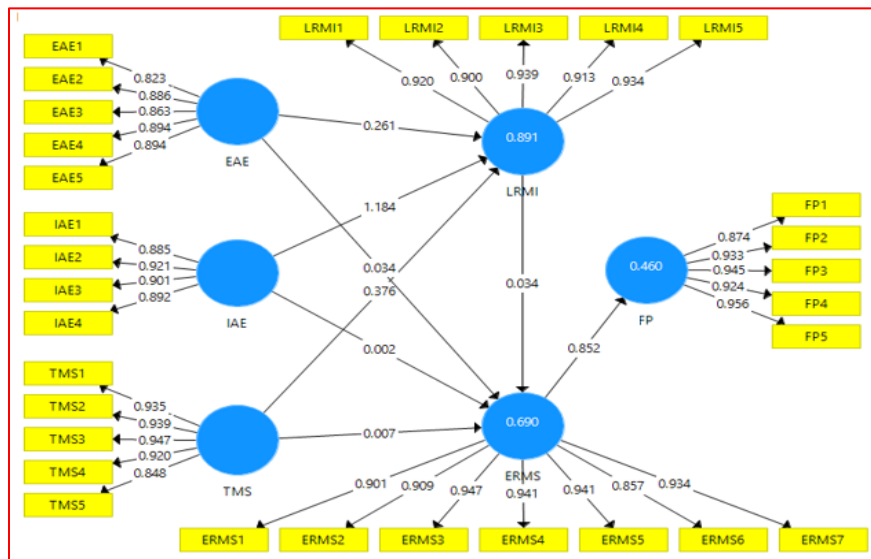 LRMI1 LRMI2 LRMI3 LRMI4 LRMI5
0.920 0.900 0.939 0.913 0.934
EAE1
EAE2
EAE3
EAE4
EAE5
0.823
0.886
0.863
0.894
0.894
EAE
0.261
0.891
LRMI
IAE1
IAE2
IAE3
IAE4
0.885
0.921
0.901
0.892
IAE
1.184
0.034
0.376
0.002
0.034
TMS1
TMS2
TMS3
TMS4
TMS5
0.935
0.939
0.947
0.920
0.848
TMS
0.007
0.690
ERMS
0.852
0.460
FP
0.874
0.933
0.945
0.924
0.956
FP1
FP2
FP3
FP4
FP5
0.901 0.909 0.947 0.941 0.941 0.857 0.934
ERMS1 ERMS2 ERMS3 ERMS4 ERMS5 ERMS6 ERMS7